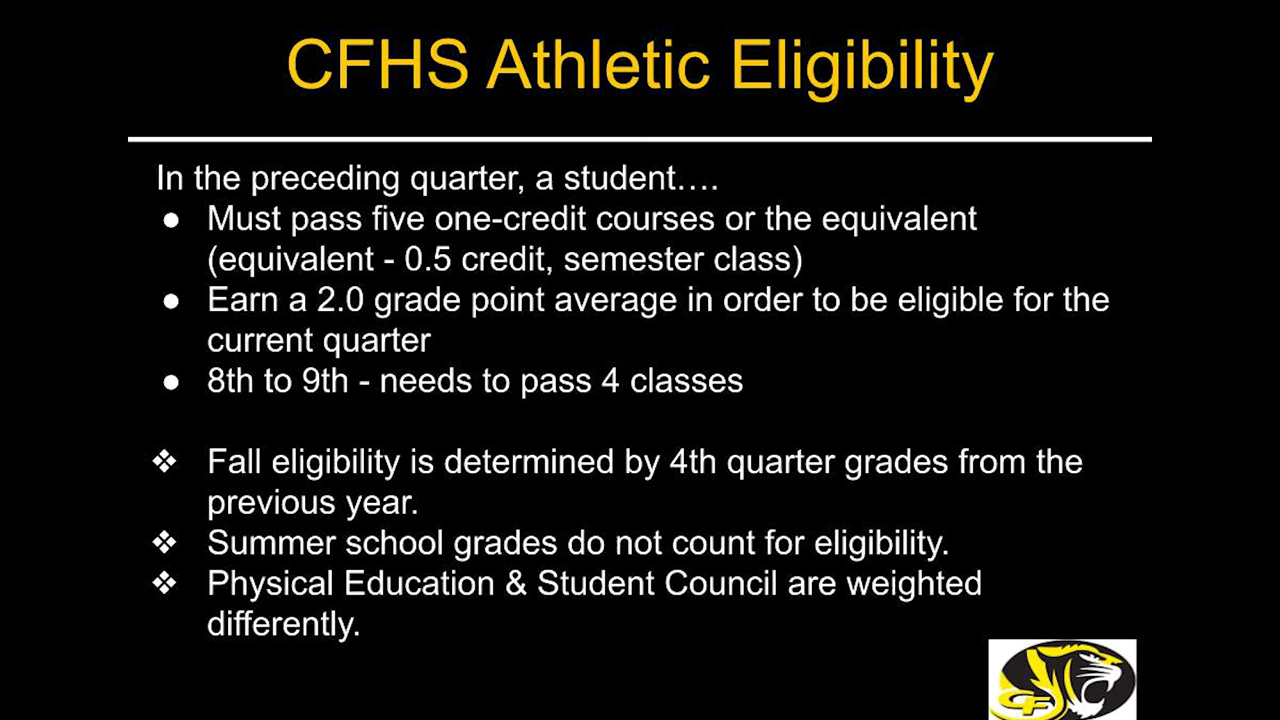 CFHS Athletic Eligibility
In the preceding quarter, a student….
● Must pass five one-credit courses or the equivalent
(equivalent - 0.5 credit, semester class)
● Earn a 2.0 grade point average in order to be eligible for the
current quarter
● 8th to 9th - needs to pass 4 classes
❖ Fall eligibility is determined by 4th quarter grades from the
previous year.
❖ Summer school grades do not count for eligibility.
❖ Physical Education & Student Council are weighted
differently.
CF